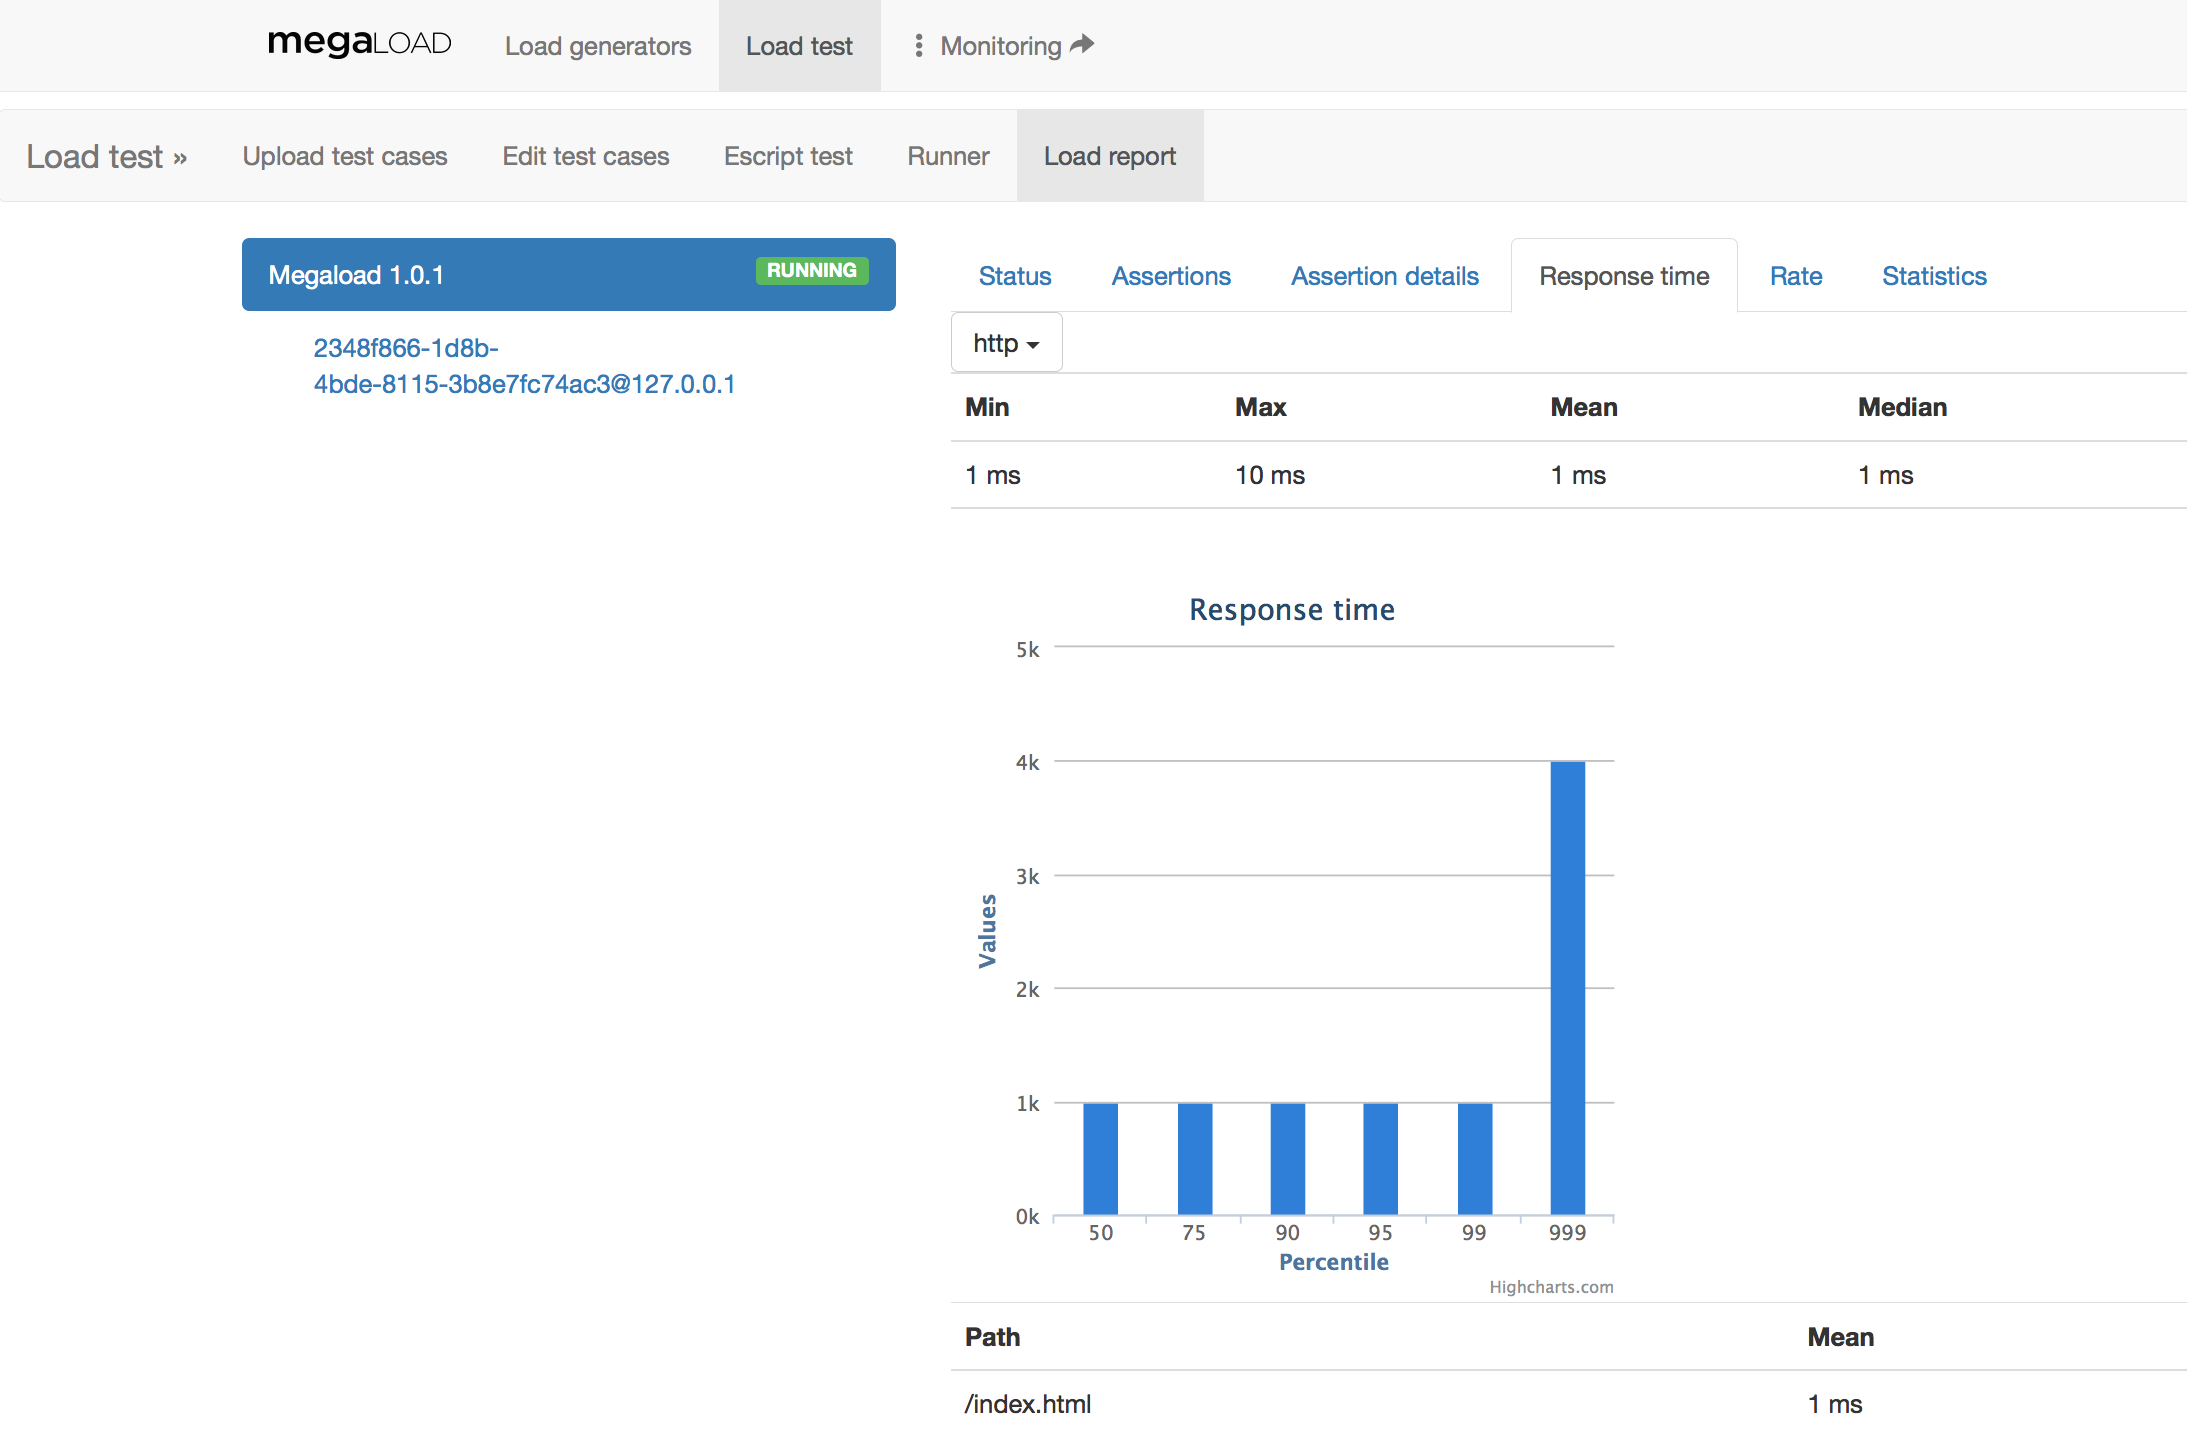 megaLOAD Load generators Load test Monitoring
Load test » Upload test cases Edit test cases Escript test Runner Load report
Megaload 1.0.1 RUNNING
2348f866-1d8b-
4bde-8115-3b8e7fc74ac3@127.0.0.1
Status Assertions Assertion details Response time Rate Statistics
http
Min Max Mean Median
1 ms 10 ms 1 ms 1 ms
Response time
5k
4k
3k
2k
1k
0k
Values
50 75 90 95 99 999
Percentile
Highcharts.com
Path Mean
/index.html 1 ms